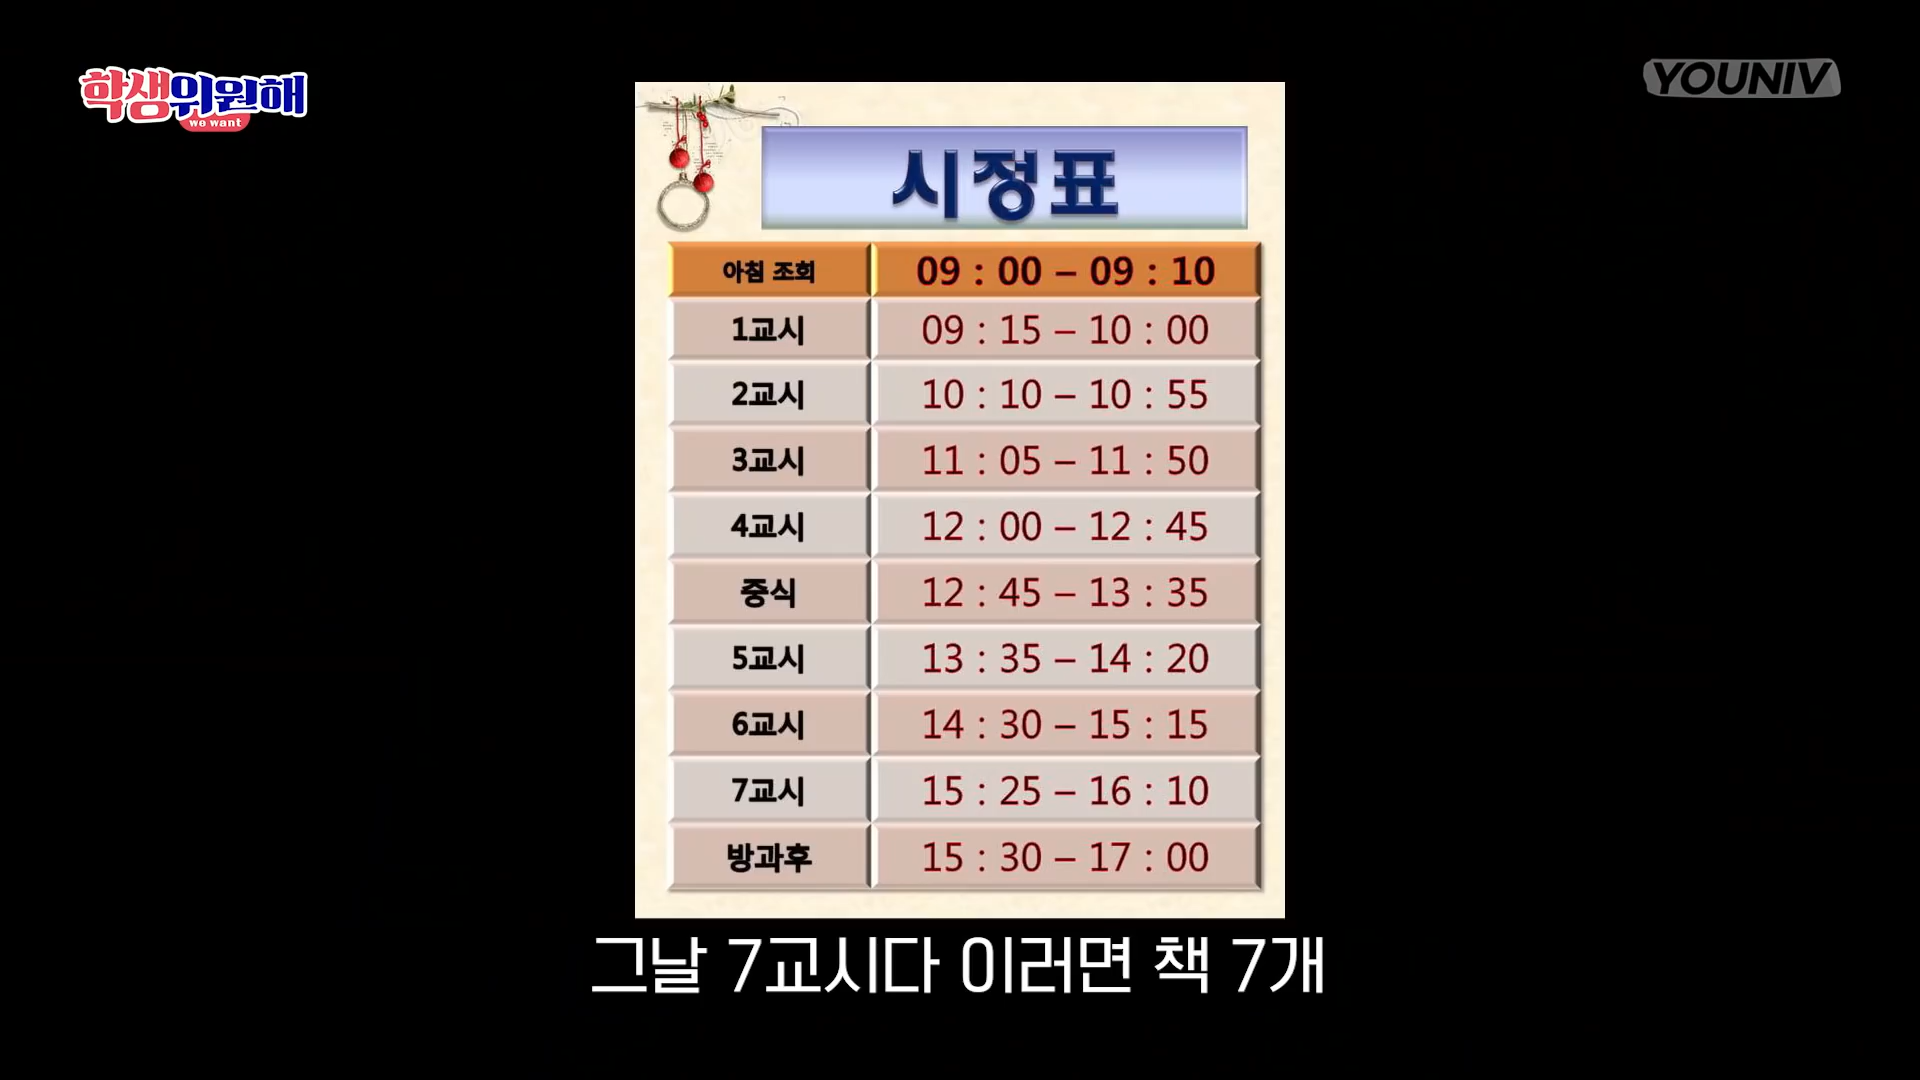 학생위원해
we want
YOUNIV
시정표
아침 조회 09 : 00 – 09 : 10
1교시 09 : 15 – 10 : 00
2교시 10 : 10 – 10 : 55
3교시 11 : 05 – 11 : 50
4교시 12 : 00 – 12 : 45
중식 12 : 45 – 13 : 35
5교시 13 : 35 – 14 : 20
6교시 14 : 30 – 15 : 15
7교시 15 : 25 – 16 : 10
방과후 15 : 30 – 17 : 00
그날 7교시다 이러면 책 7개